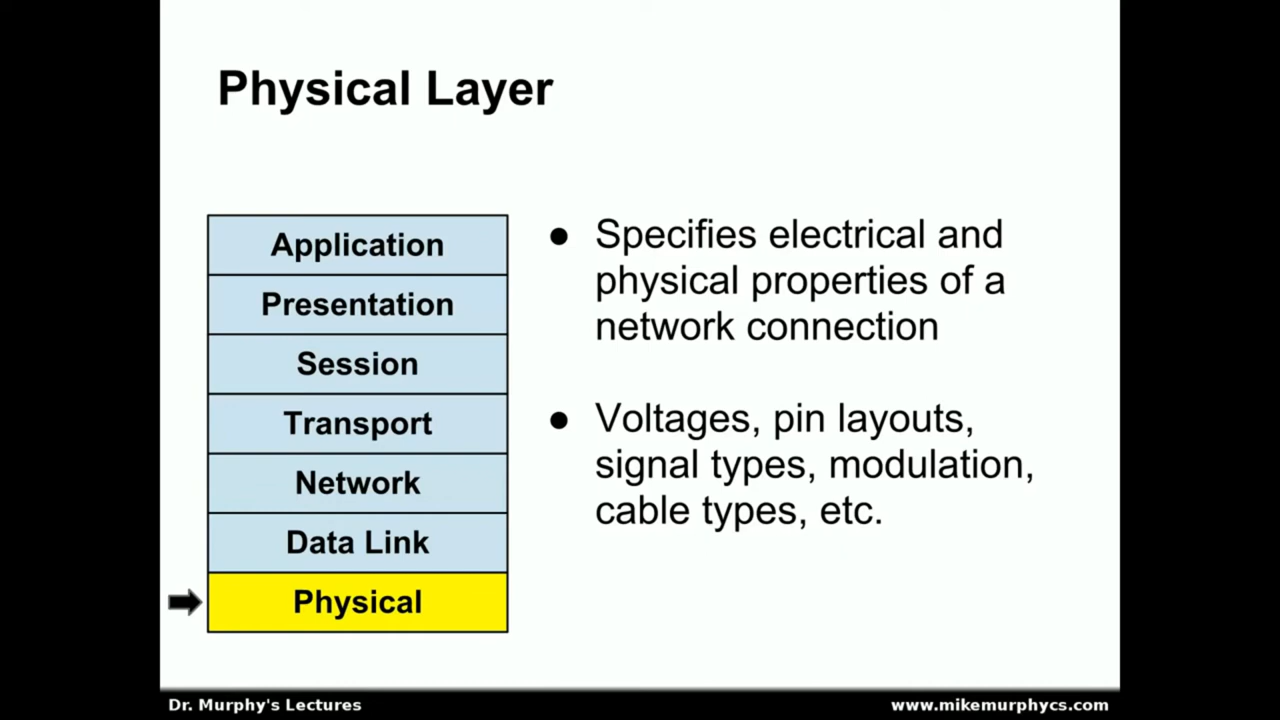 Physical Layer
Application
Presentation
Session
Transport
Network
Data Link
Physical
● Specifies electrical and
physical properties of a
network connection
● Voltages, pin layouts,
signal types, modulation,
cable types, etc.
Dr. Murphy's Lectures
www.mikemurphycs.com